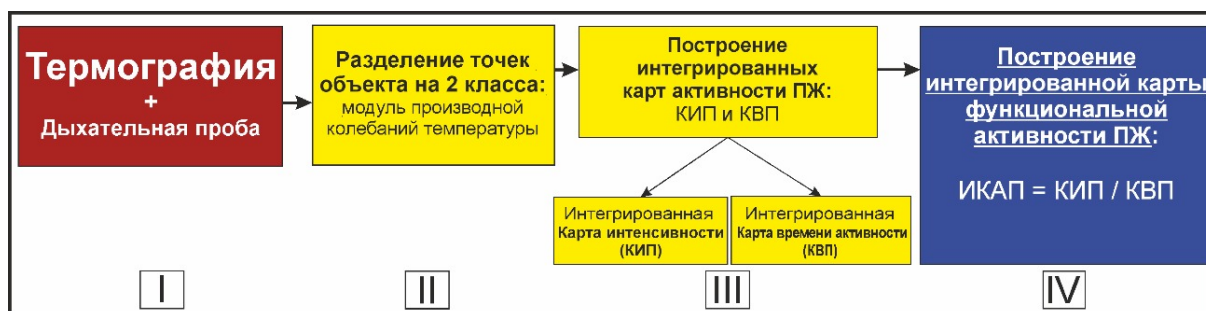 Термография
+
Дыхательная проба
Разделение точек
объекта на 2 класса:
модуль производной
колебаний температуры
Построение
интегрированных
карт активности ПЖ:
КИП и КВП
Интегрированная
Карта интенсивности
(КИП)
Интегрированная
Карта времени активности
(КВП)
Построение
интегрированной карты
функциональной
активности ПЖ:
ИКАП = КИП / КВП
I
II
III
IV